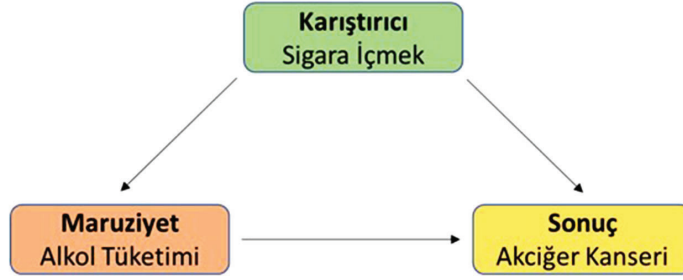 Karıştırıcı
Sigara İçmek
Maruziyet
Alkol Tüketimi
Sonuç
Akciğer Kanseri